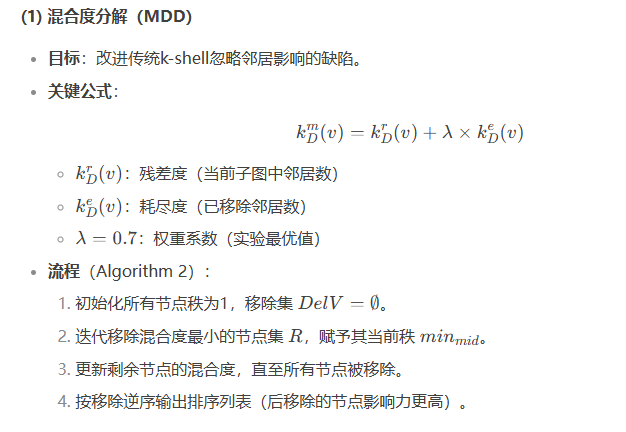 (1) 混合度分解（MDD）
• 目标：改进传统k-shell忽略邻居影响的缺陷。
• 关键公式：
k_D^m(v) = k_D^r(v) + λ × k_D^e(v)
○ k_D^r(v)：残差度（当前子图中邻居数）
○ k_D^e(v)：耗尽度（已移除邻居数）
○ λ = 0.7：权重系数（实验最优值）
• 流程（Algorithm 2）：
1. 初始化所有节点秩为1，移除集 DelV = ∅。
2. 迭代移除混合度最小的节点集 R，赋予其当前秩 min_{mid}。
3. 更新剩余节点的混合度，直至所有节点被移除。
4. 按移除逆序输出排序列表（后移除的节点影响力更高）。